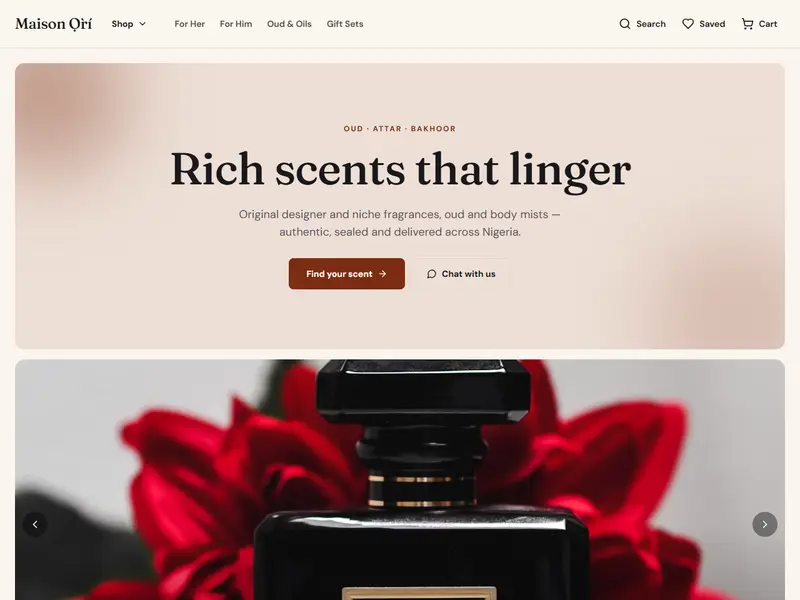 Maison Ọrí
Shop
For Her
For Him
Oud & Oils
Gift Sets
Search
Saved
Cart
OUD · ATTAR · BAKHOOR
Rich scents that linger
Original designer and niche fragrances, oud and body mists —
authentic, sealed and delivered across Nigeria.
Find your scent
Chat with us